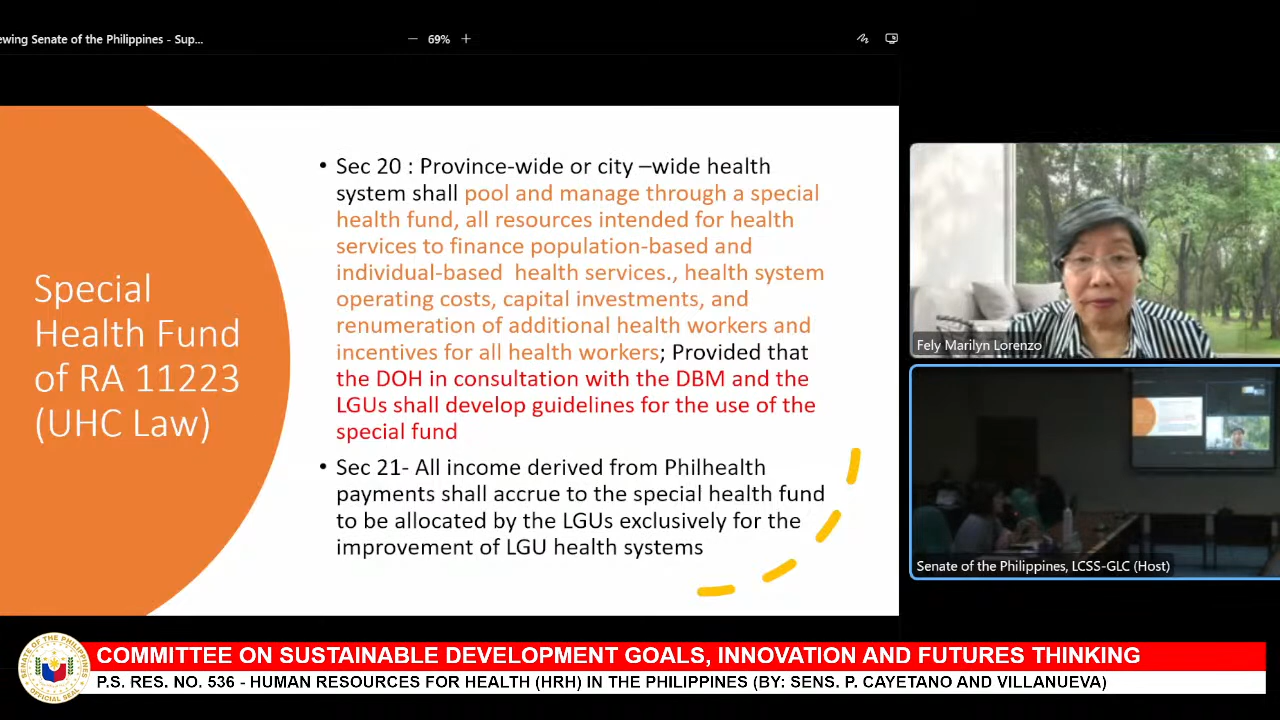 ewing Senate of the Philippines - Sup...
69%
Special
Health Fund
of RA 11223
(UHC Law)
• Sec 20 : Province-wide or city –wide health
system shall pool and manage through a special
health fund, all resources intended for health
services to finance population-based and
individual-based health services., health system
operating costs, capital investments, and
renumeration of additional health workers and
incentives for all health workers; Provided that
the DOH in consultation with the DBM and the
LGUs shall develop guidelines for the use of the
special fund
• Sec 21- All income derived from Philhealth
payments shall accrue to the special health fund
to be allocated by the LGUs exclusively for the
improvement of LGU health systems
Fely Marilyn Lorenzo
Senate of the Philippines, LCSS-GLC (Host)
SENATE OF THE PHILIPPINES
OFFICIAL SEAL
COMMITTEE ON SUSTAINABLE DEVELOPMENT GOALS, INNOVATION AND FUTURES THINKING
P.S. RES. NO. 536 - HUMAN RESOURCES FOR HEALTH (HRH) IN THE PHILIPPINES (BY: SENS. P. CAYETANO AND VILLANUEVA)